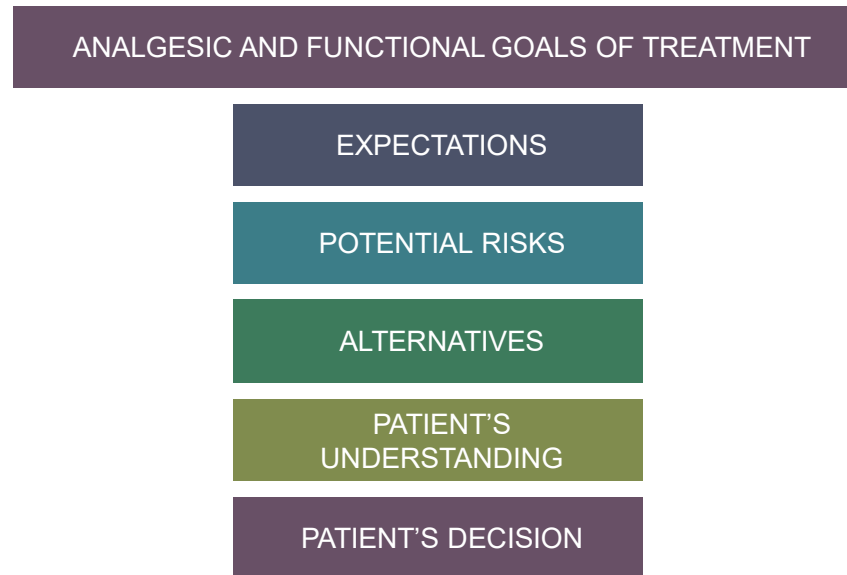 ANALGESIC AND FUNCTIONAL GOALS OF TREATMENT
EXPECTATIONS
POTENTIAL RISKS
ALTERNATIVES
PATIENT’S
UNDERSTANDING
PATIENT’S DECISION